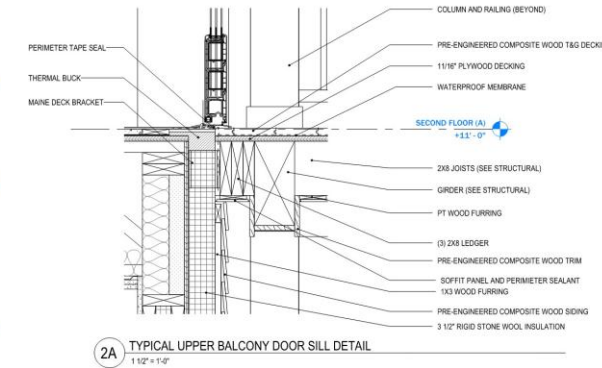 COLUMN AND RAILING (BEYOND)
PERIMETER TAPE SEAL
PRE-ENGINEERED COMPOSITE WOOD T&G DECKI
THERMAL BUCK
11/16" PLYWOOD DECKING
MAINE DECK BRACKET
WATERPROOF MEMBRANE
SECOND FLOOR (A)
+11' - 0"
2X8 JOISTS (SEE STRUCTURAL)
GIRDER (SEE STRUCTURAL)
PT WOOD FURRING
(3) 2X8 LEDGER
PRE-ENGINEERED COMPOSITE WOOD TRIM
SOFFIT PANEL AND PERIMETER SEALANT
1X3 WOOD FURRING
PRE-ENGINEERED COMPOSITE WOOD SIDING
3 1/2" RIGID STONE WOOL INSULATION
2A TYPICAL UPPER BALCONY DOOR SILL DETAIL
1 1/2" = 1'-0"